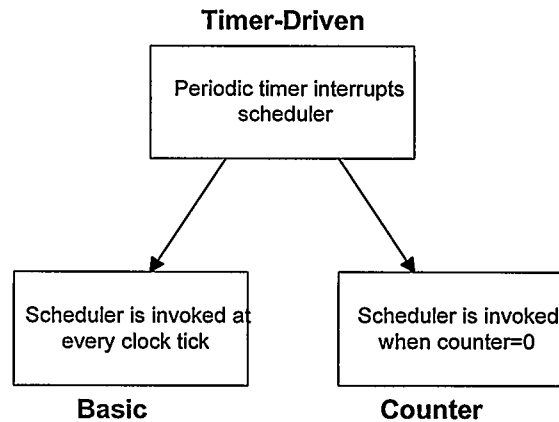 Timer-Driven
Periodic timer interrupts
scheduler
Scheduler is invoked at
every clock tick
Scheduler is invoked
when counter=0
Basic
Counter